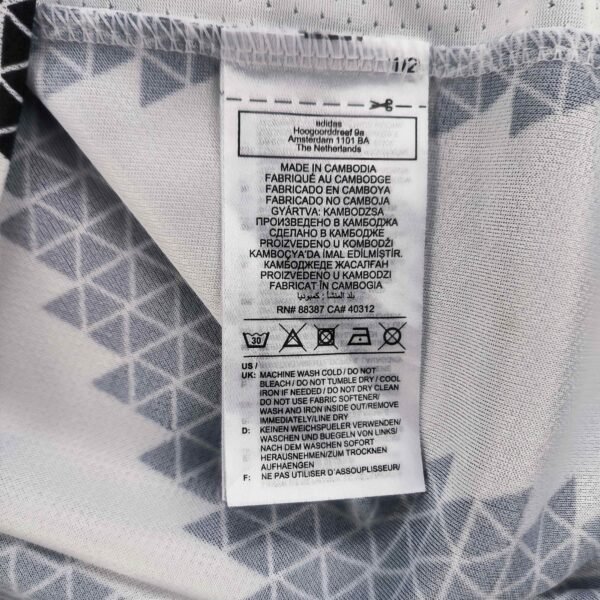 1/2
adidas
Hoogoorddreef 9a
Amsterdam 1101 BA
The Netherlands
MADE IN CAMBODIA
FABRIQUÉ AU CAMBODGE
FABRICADO EN CAMBOYA
FABRICADO NO CAMBOJA
GYÁRTVA: KAMBODZSA
ПРОИЗВЕДЕНО В КАМБОДЖА
СДЕЛАНО В КАМБОДЖЕ
PROIZVEDENO U KOMBODŽI
KAMBOÇYA'DA İMAL EDİLMİŞTİR.
КАМБОДЖЕДЕ ЖАСАЛҒАН
PROIZVEDENO U KAMBODZI
FABRICAT ÎN CAMBOGIA
بلد المنشأ : كمبوديا
RN# 88387 CA# 40312
30
US /
UK: MACHINE WASH COLD / DO NOT
BLEACH / DO NOT TUMBLE DRY / COOL
IRON IF NEEDED / DO NOT DRY CLEAN
DO NOT USE FABRIC SOFTENER/
WASH AND IRON INSIDE OUT/REMOVE
IMMEDIATELY/LINE DRY
D: KEINEN WEICHSPUELER VERWENDEN/
WASCHEN UND BUEGELN VON LINKS/
NACH DEM WASCHEN SOFORT
HERAUSNEHMEN/ZUM TROCKNEN
AUFHAENGEN
F: NE PAS UTILISER D'ASSOUPLISSEUR/